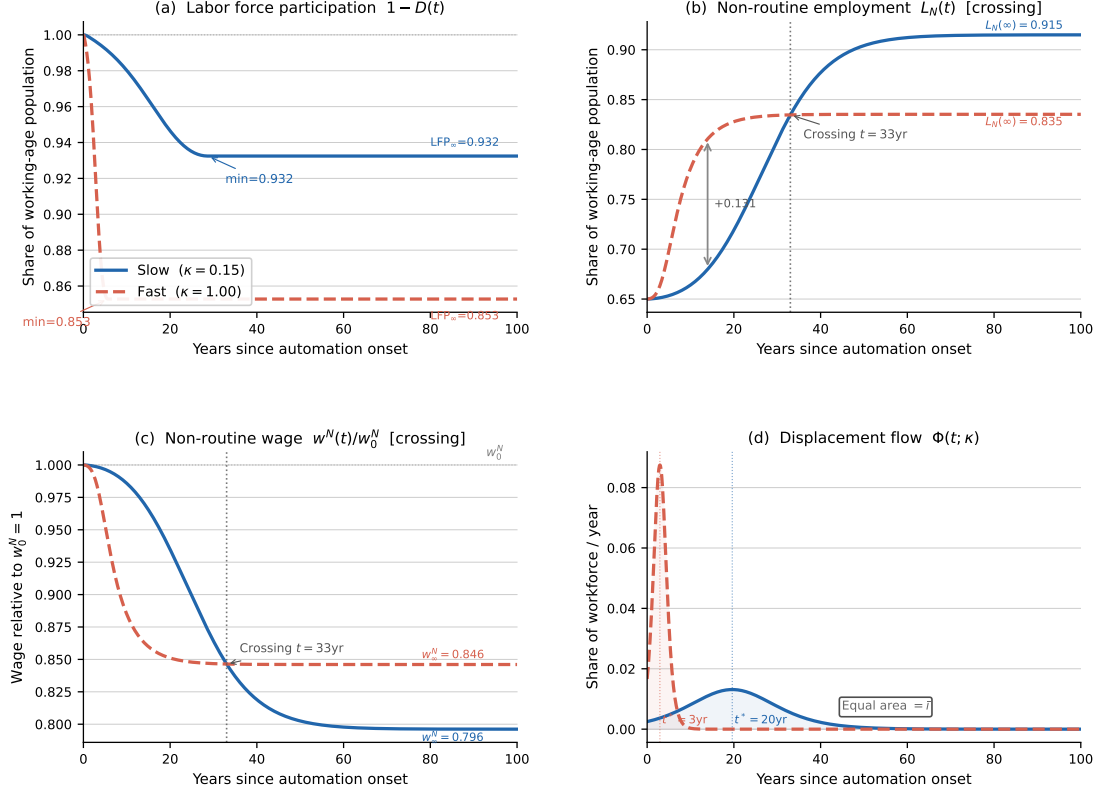 (a)  Labor force participation  1 − D(t)
Share of working-age population
1.00
0.98
0.96
0.94
0.92
0.90
0.88
0.86
LFP∞=0.932
min=0.932
Slow  (κ = 0.15)
Fast  (κ = 1.00)
min=0.853
LFP∞=0.853
0 20 40 60 80 100
Years since automation onset
(b)  Non-routine employment  L_N(t)  [crossing]
Share of working-age population
0.90
0.85
0.80
0.75
0.70
0.65
L_N(∞) = 0.915
L_N(∞) = 0.835
Crossing t = 33yr
+0.131
0 20 40 60 80 100
Years since automation onset
(c)  Non-routine wage  w^N(t)/w_0^N  [crossing]
Wage relative to w_0^N = 1
w_0^N
1.000
0.975
0.950
0.925
0.900
0.875
0.850
0.825
0.800
Crossing t = 33yr
w_∞^N = 0.846
w_∞^N = 0.796
0 20 40 60 80 100
Years since automation onset
(d)  Displacement flow  Φ(t; κ)
Share of workforce / year
0.08
0.06
0.04
0.02
0.00
Equal area = ī
t* = 3yr
t* = 20yr
0 20 40 60 80 100
Years since automation onset